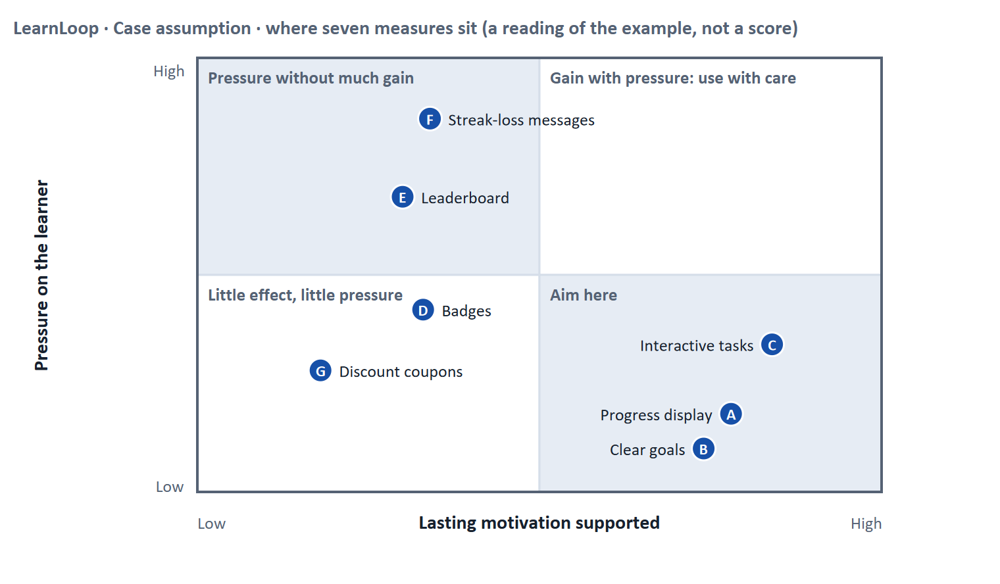 LearnLoop · Case assumption · where seven measures sit (a reading of the example, not a score)
High
Pressure without much gain
Gain with pressure: use with care
F Streak-loss messages
E Leaderboard
Pressure on the learner
Little effect, little pressure
Aim here
D Badges
Interactive tasks C
G Discount coupons
Progress display A
Clear goals B
Low
Low
Lasting motivation supported
High